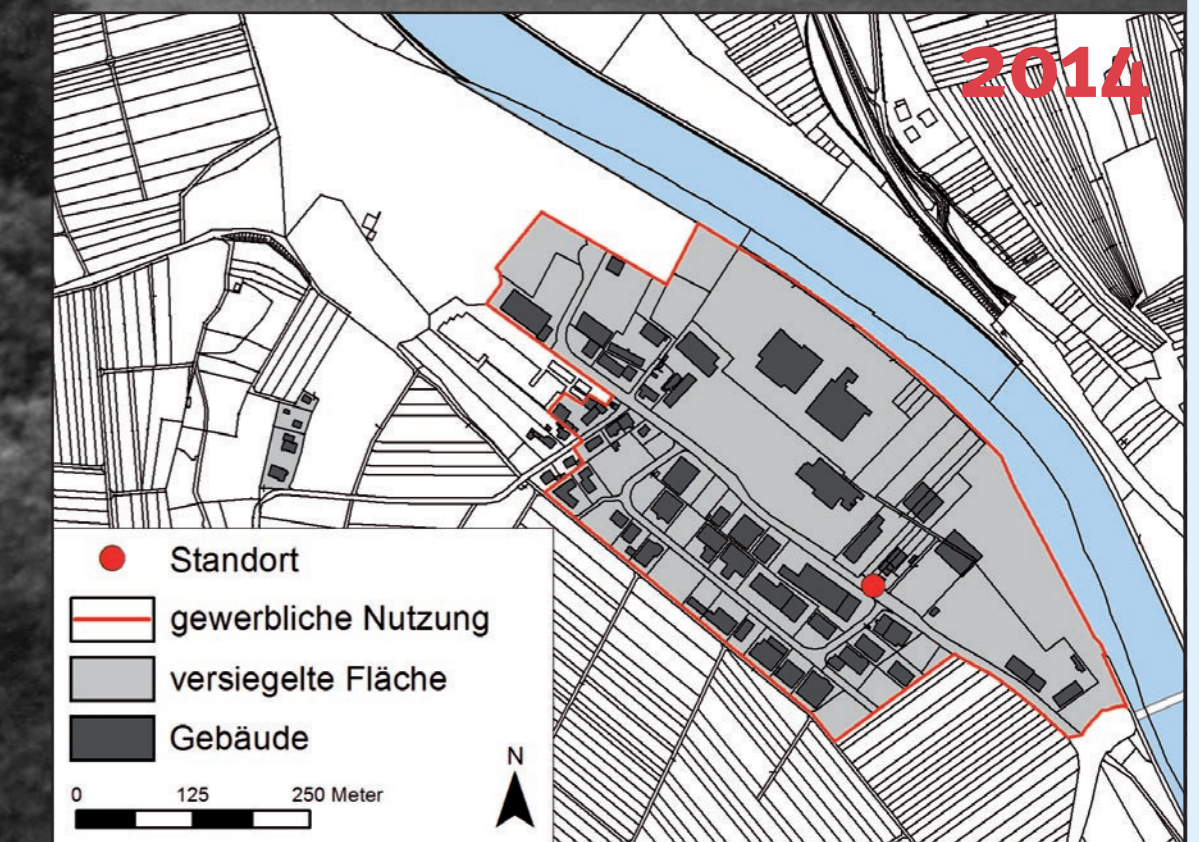 2014
Standort
gewerbliche Nutzung
versiegelte Fläche
Gebäude
N
0 125 250 Meter